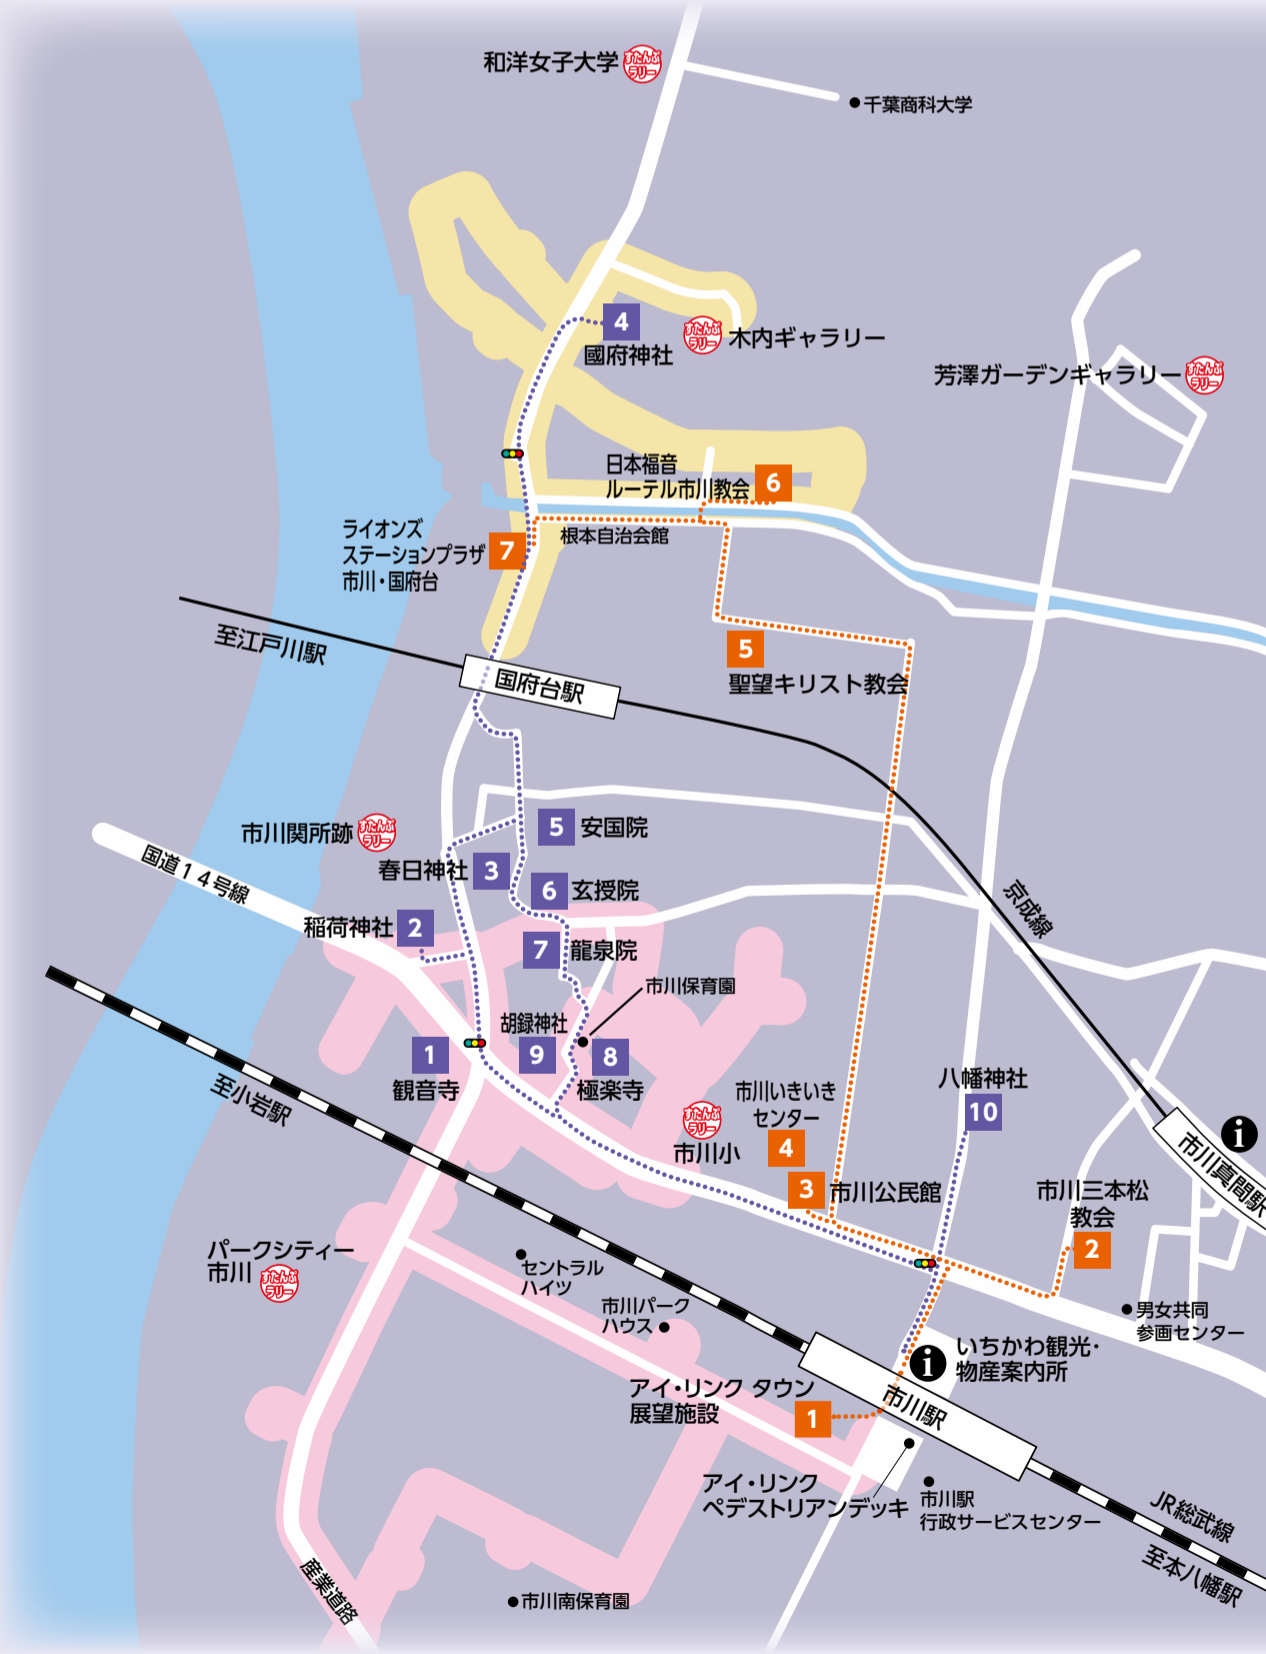 和洋女子大学
すたんぷ
ラリー
千葉商科大学
4
國府神社
すたんぷ
ラリー
木内ギャラリー
芳澤ガーデンギャラリー
すたんぷ
ラリー
日本福音
ルーテル市川教会
6
ライオンズ
ステーションプラザ
市川・国府台
7
根本自治会館
至江戸川駅
国府台駅
5
聖望キリスト教会
市川関所跡
すたんぷ
ラリー
国道14号線
5
安国院
春日神社
3
6
玄授院
稲荷神社
2
7
龍泉院
京成線
市川保育園
胡録神社
9
8
極楽寺
1
観音寺
至小岩駅
すたんぷ
ラリー
市川小
市川いきいき
センター
4
3
市川公民館
八幡神社
10
市川真間駅
i
市川三本松
教会
2
パークシティー
市川
すたんぷ
ラリー
セントラル
ハイツ
市川パーク
ハウス
男女共同
参画センター
i
いちかわ観光・
物産案内所
アイ・リンク タウン
展望施設
1
市川駅
アイ・リンク
ペデストリアンデッキ
市川駅
行政サービスセンター
JR総武線
至本八幡駅
産業道路
市川南保育園